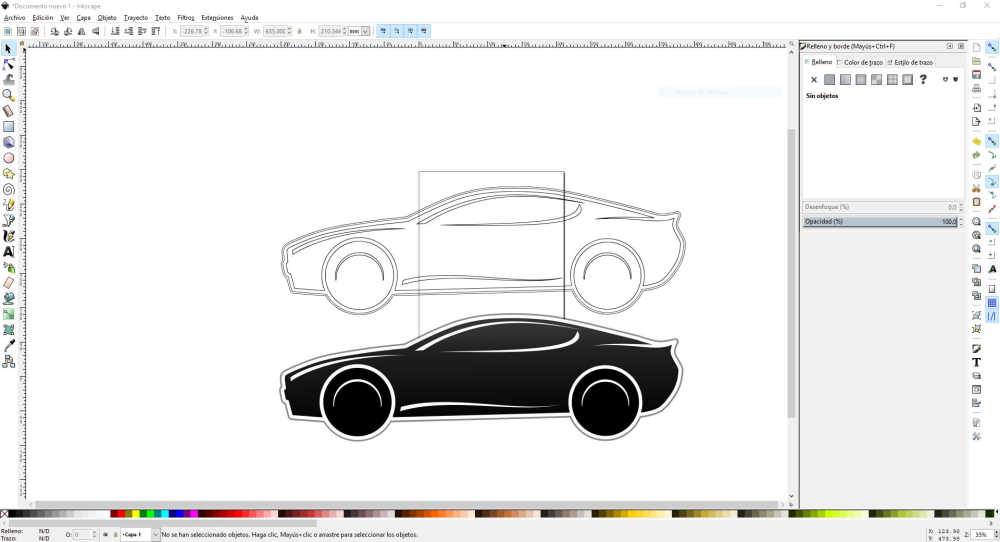 *Documento nuevo 1 - Inkscape
Archivo Edición Ver Capa Objeto Trayecto Texto Filtros Extensiones Ayuda
X: -226.78 Y: -106.68 W: 635.000 H: 210.344 mm
Relleno y borde (Mayús+Ctrl+F)
Relleno Color de trazo Estilo de trazo
?
Sin objetos
Desenfoque (%) 0.0
Opacidad (%) 100.0
Relleno: N/D
Trazo: N/D
O: 0
•Capa 1
No se han seleccionado objetos. Haga clic, Mayús+clic o arrastre para seleccionar los objetos.
X: 123.90
Y: 473.98
Z: 35%